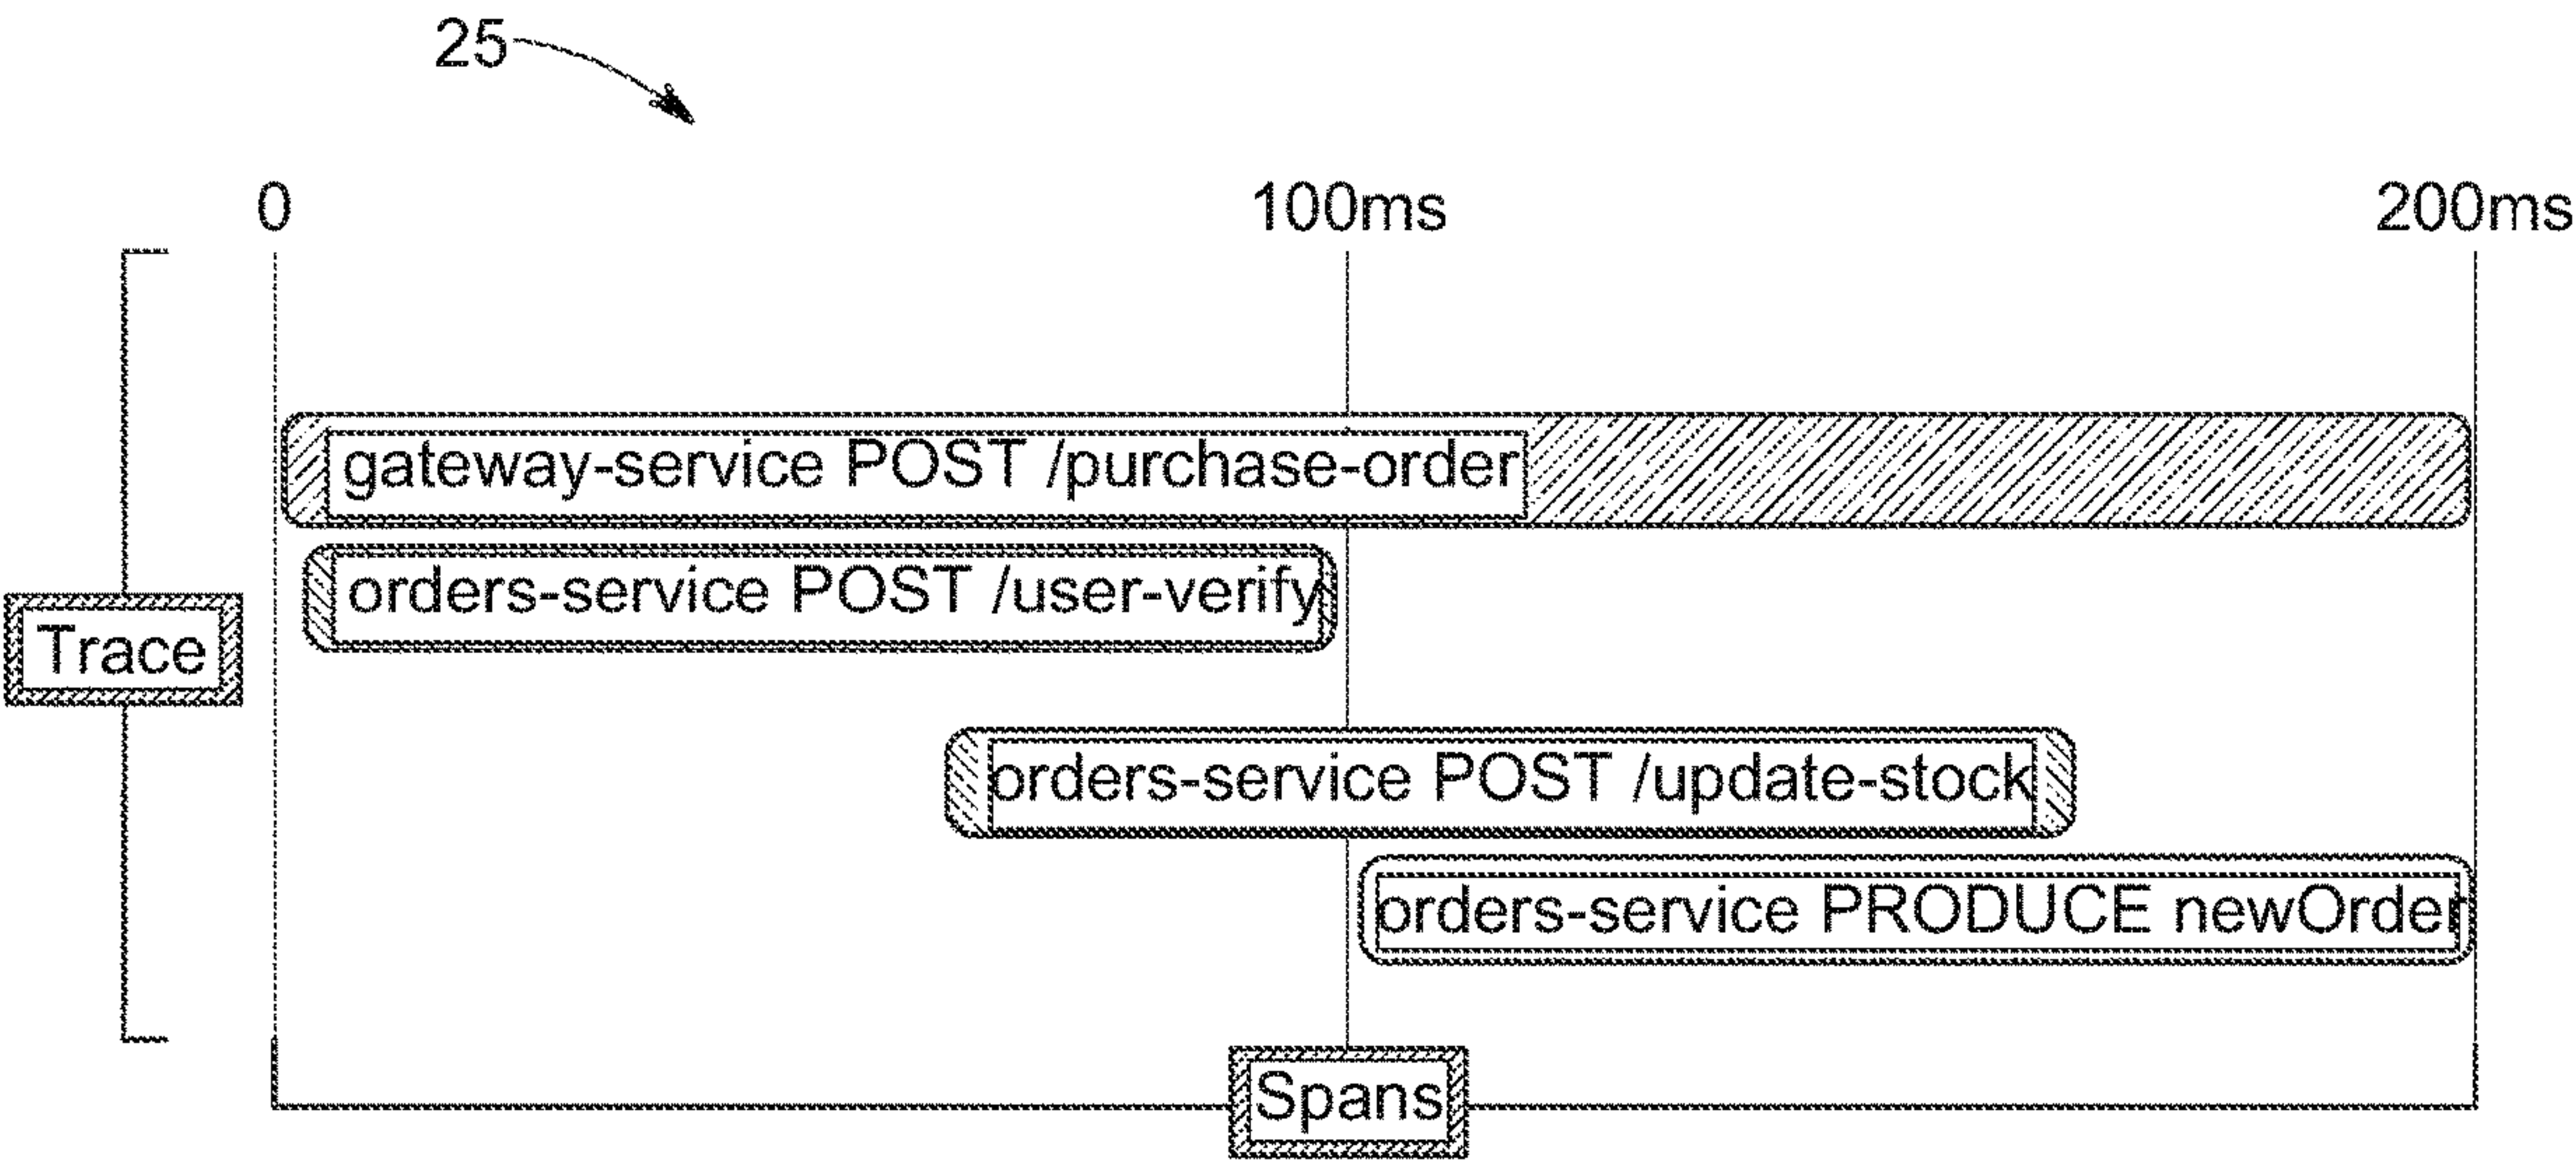 25
0
100ms
200ms
gateway-service POST /purchase-order
orders-service POST /user-verify
Trace
orders-service POST /update-stock
orders-service PRODUCE newOrder
Spans